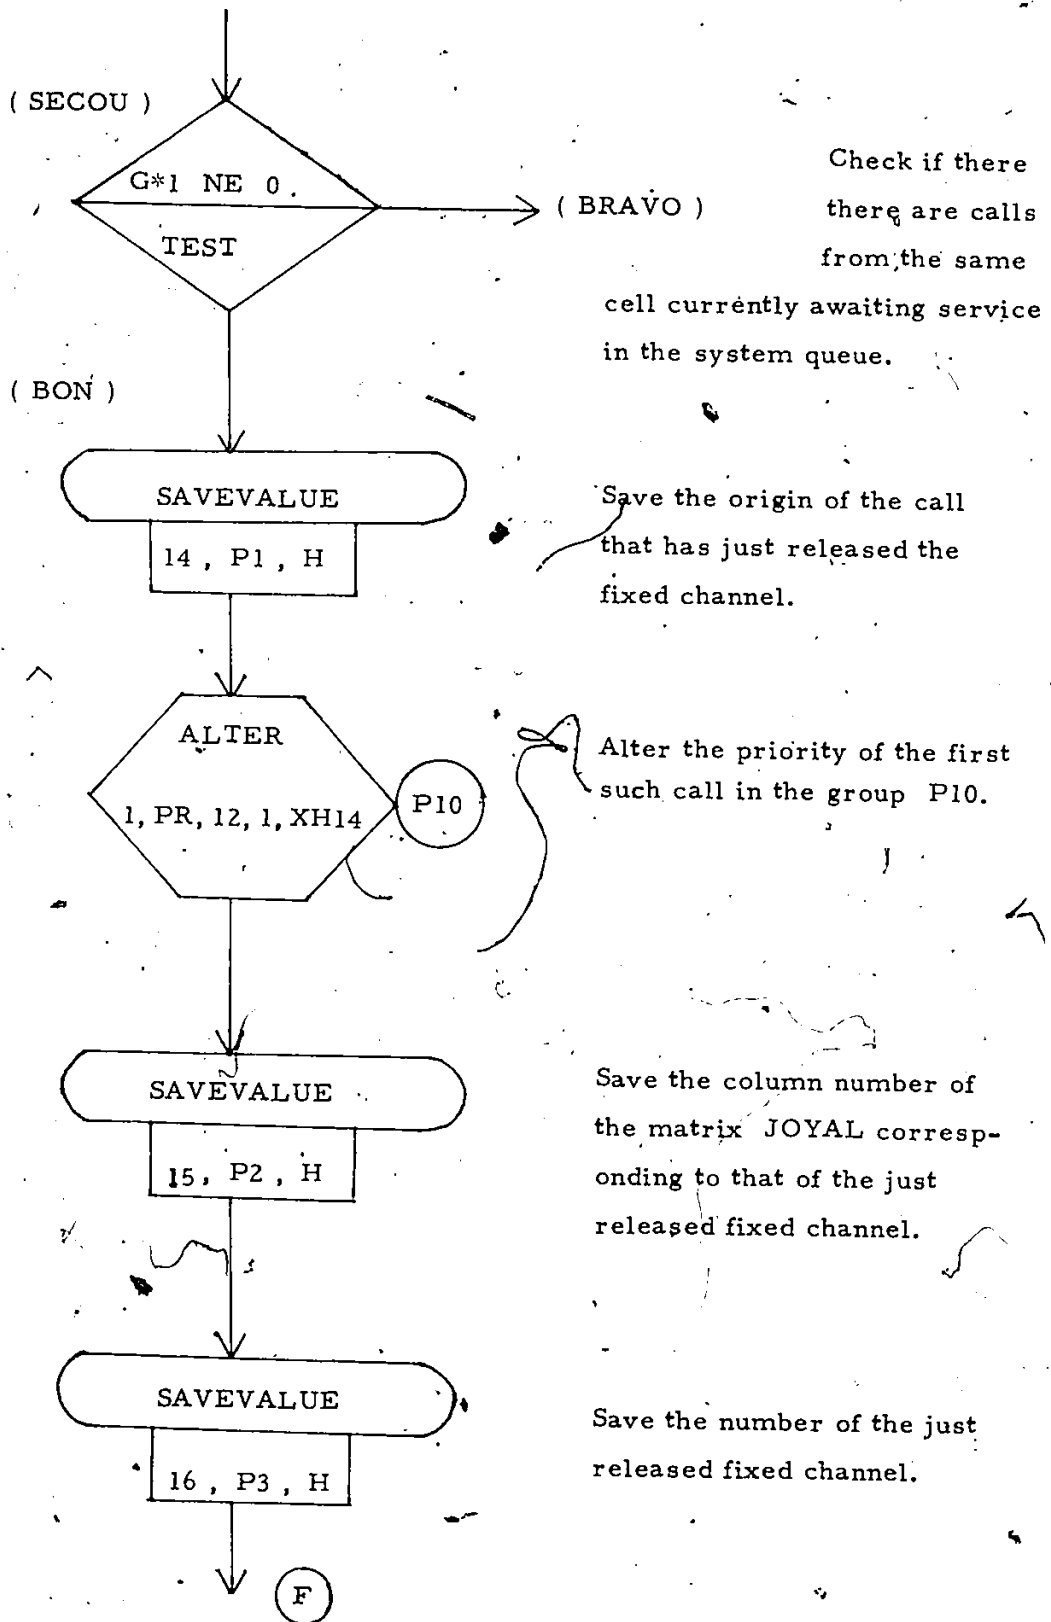 ( SECOU )
G*1 NE 0.
TEST
( BRAVO )
Check if there
there are calls
from the same
cell currently awaiting service
in the system queue.
( BON )
SAVEVALUE
14 , P1 , H
Save the origin of the call
that has just released the
fixed channel.
ALTER
1, PR, 12, 1, XH14
P10
Alter the priority of the first
such call in the group P10.
SAVEVALUE
15, P2 , H
Save the column number of
the matrix JOYAL corresp-
onding to that of the just
released fixed channel.
SAVEVALUE
16 , P3 , H
Save the number of the just
released fixed channel.
F